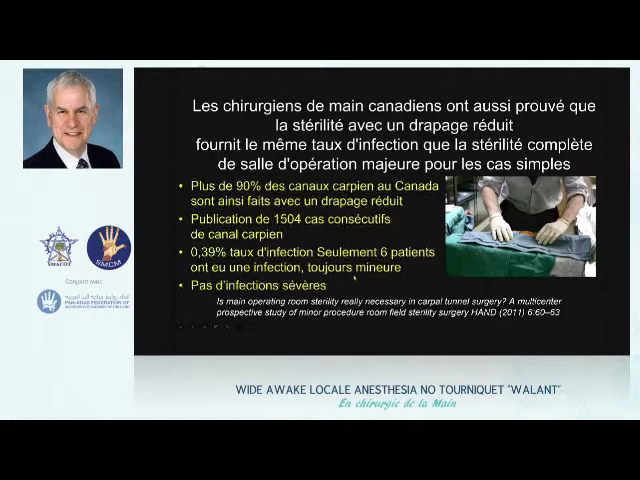 Les chirurgiens de main canadiens ont aussi prouvé que
la stérilité avec un drapage réduit
fournit le même taux d'infection que la stérilité complète
de salle d'opération majeure pour les cas simples
• Plus de 90% des canaux carpien au Canada
sont ainsi faits avec un drapage réduit
• Publication de 1504 cas consécutifs
de canal carpien
• 0,39% taux d'infection Seulement 6 patients
ont eu une infection, toujours mineure
• Pas d'infections sévères
Is main operating room sterility really necessary in carpal tunnel surgery? A multicenter
prospective study of minor procedure room field sterility surgery HAND (2011) 6:60–63
SMACOT
SMCM
Conjoint avec
PAN ARAB FEDERATION OF
WIDE AWAKE LOCALE ANESTHESIA NO TOURNIQUET "WALANT"
En chirurgie de la Main